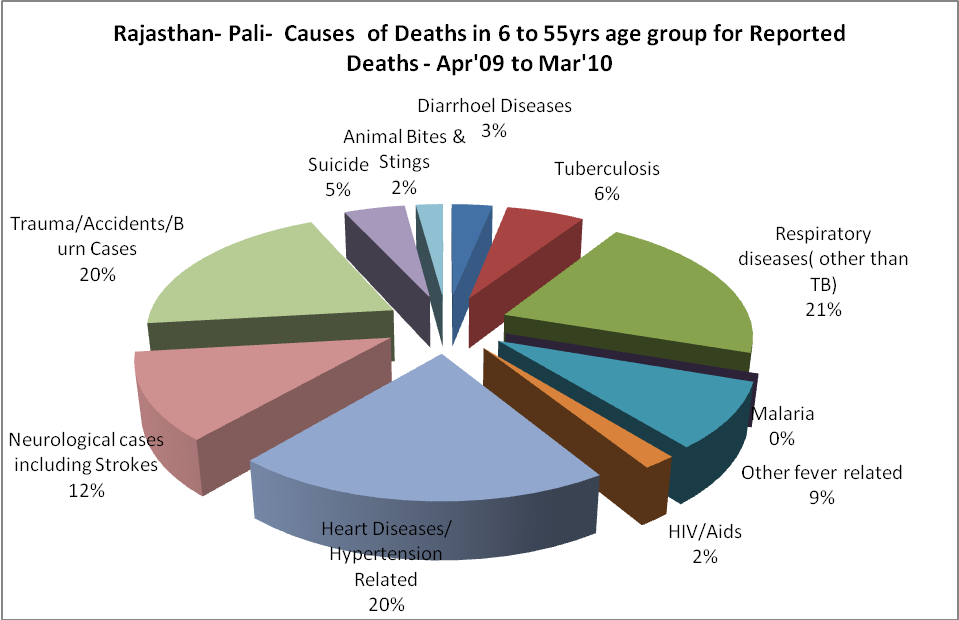 Rajasthan- Pali-  Causes  of Deaths in 6 to 55yrs age group for Reported
Deaths - Apr'09 to Mar'10
Diarrhoel Diseases
3%
Tuberculosis
6%
Respiratory
diseases( other than
TB)
21%
Malaria
0%
Other fever related
9%
HIV/Aids
2%
Heart Diseases/
Hypertension
Related
20%
Neurological cases
including Strokes
12%
Trauma/Accidents/B
urn Cases
20%
Suicide
5%
Animal Bites &
Stings
2%